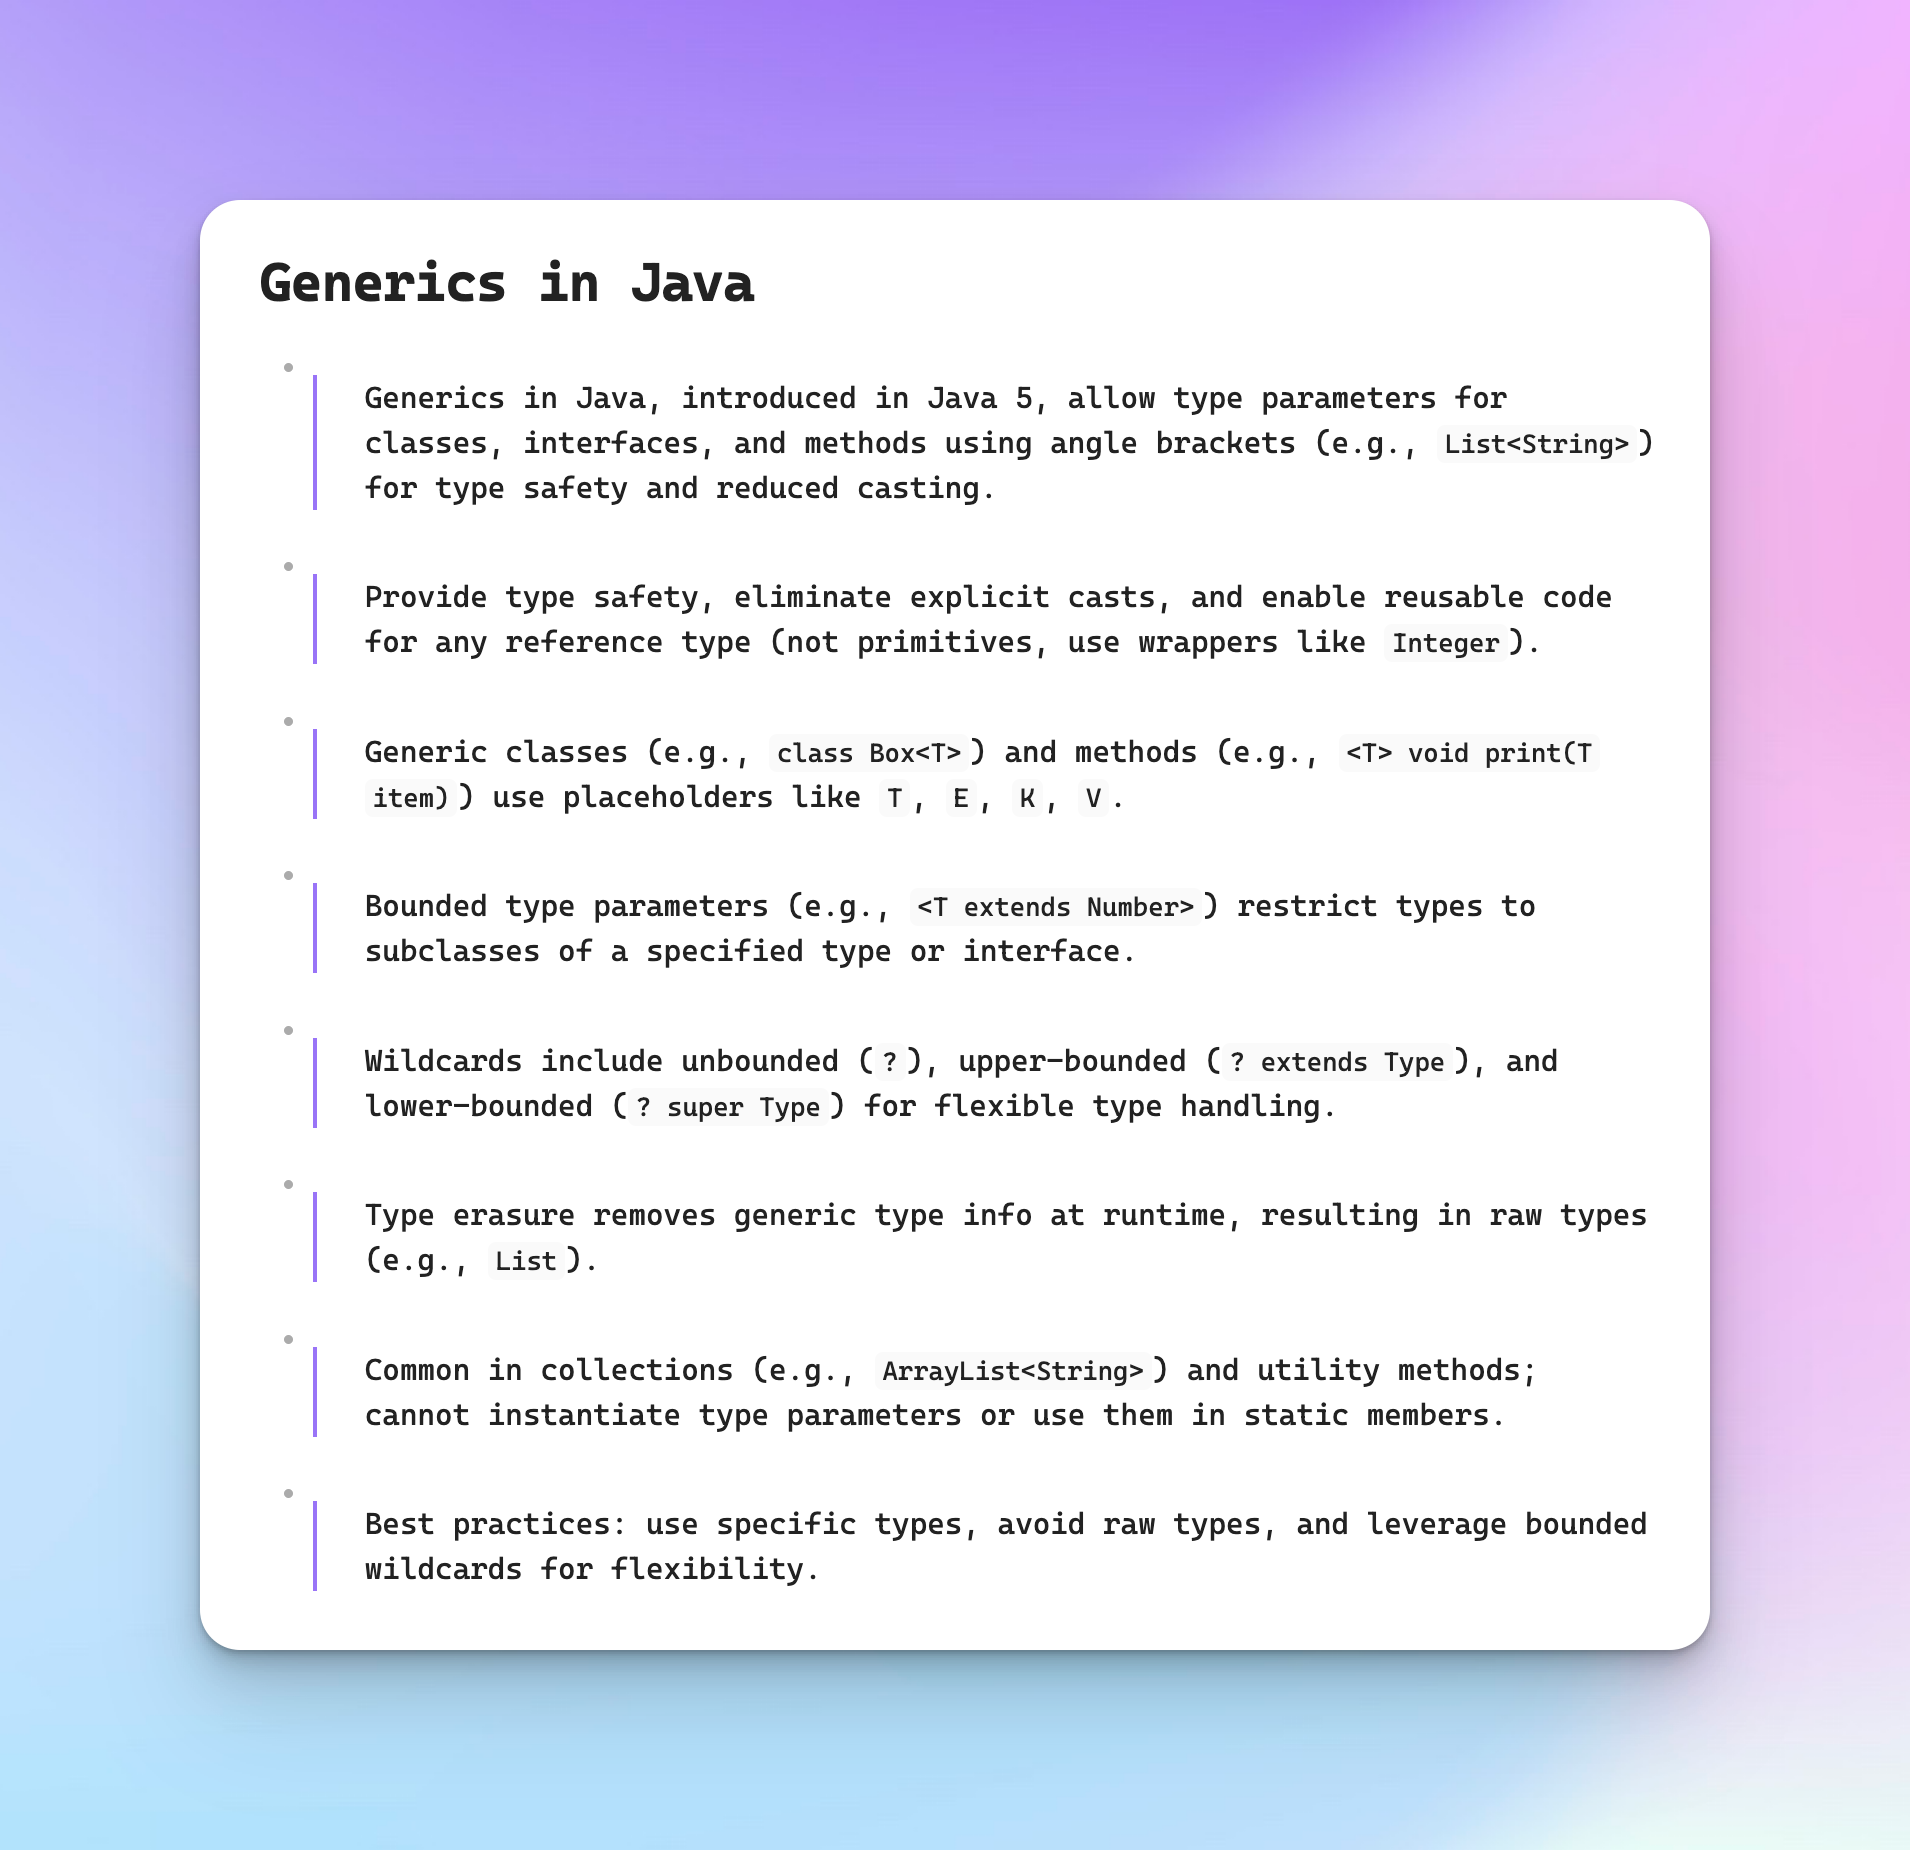 Generics in Java
Generics in Java, introduced in Java 5, allow type parameters for
classes, interfaces, and methods using angle brackets (e.g., List<String>)
for type safety and reduced casting.
Provide type safety, eliminate explicit casts, and enable reusable code
for any reference type (not primitives, use wrappers like Integer).
Generic classes (e.g., class Box<T>) and methods (e.g., <T> void print(T
item)) use placeholders like T, E, K, V.
Bounded type parameters (e.g., <T extends Number>) restrict types to
subclasses of a specified type or interface.
Wildcards include unbounded (?), upper-bounded (? extends Type), and
lower-bounded (? super Type) for flexible type handling.
Type erasure removes generic type info at runtime, resulting in raw types
(e.g., List).
Common in collections (e.g., ArrayList<String>) and utility methods;
cannot instantiate type parameters or use them in static members.
Best practices: use specific types, avoid raw types, and leverage bounded
wildcards for flexibility.